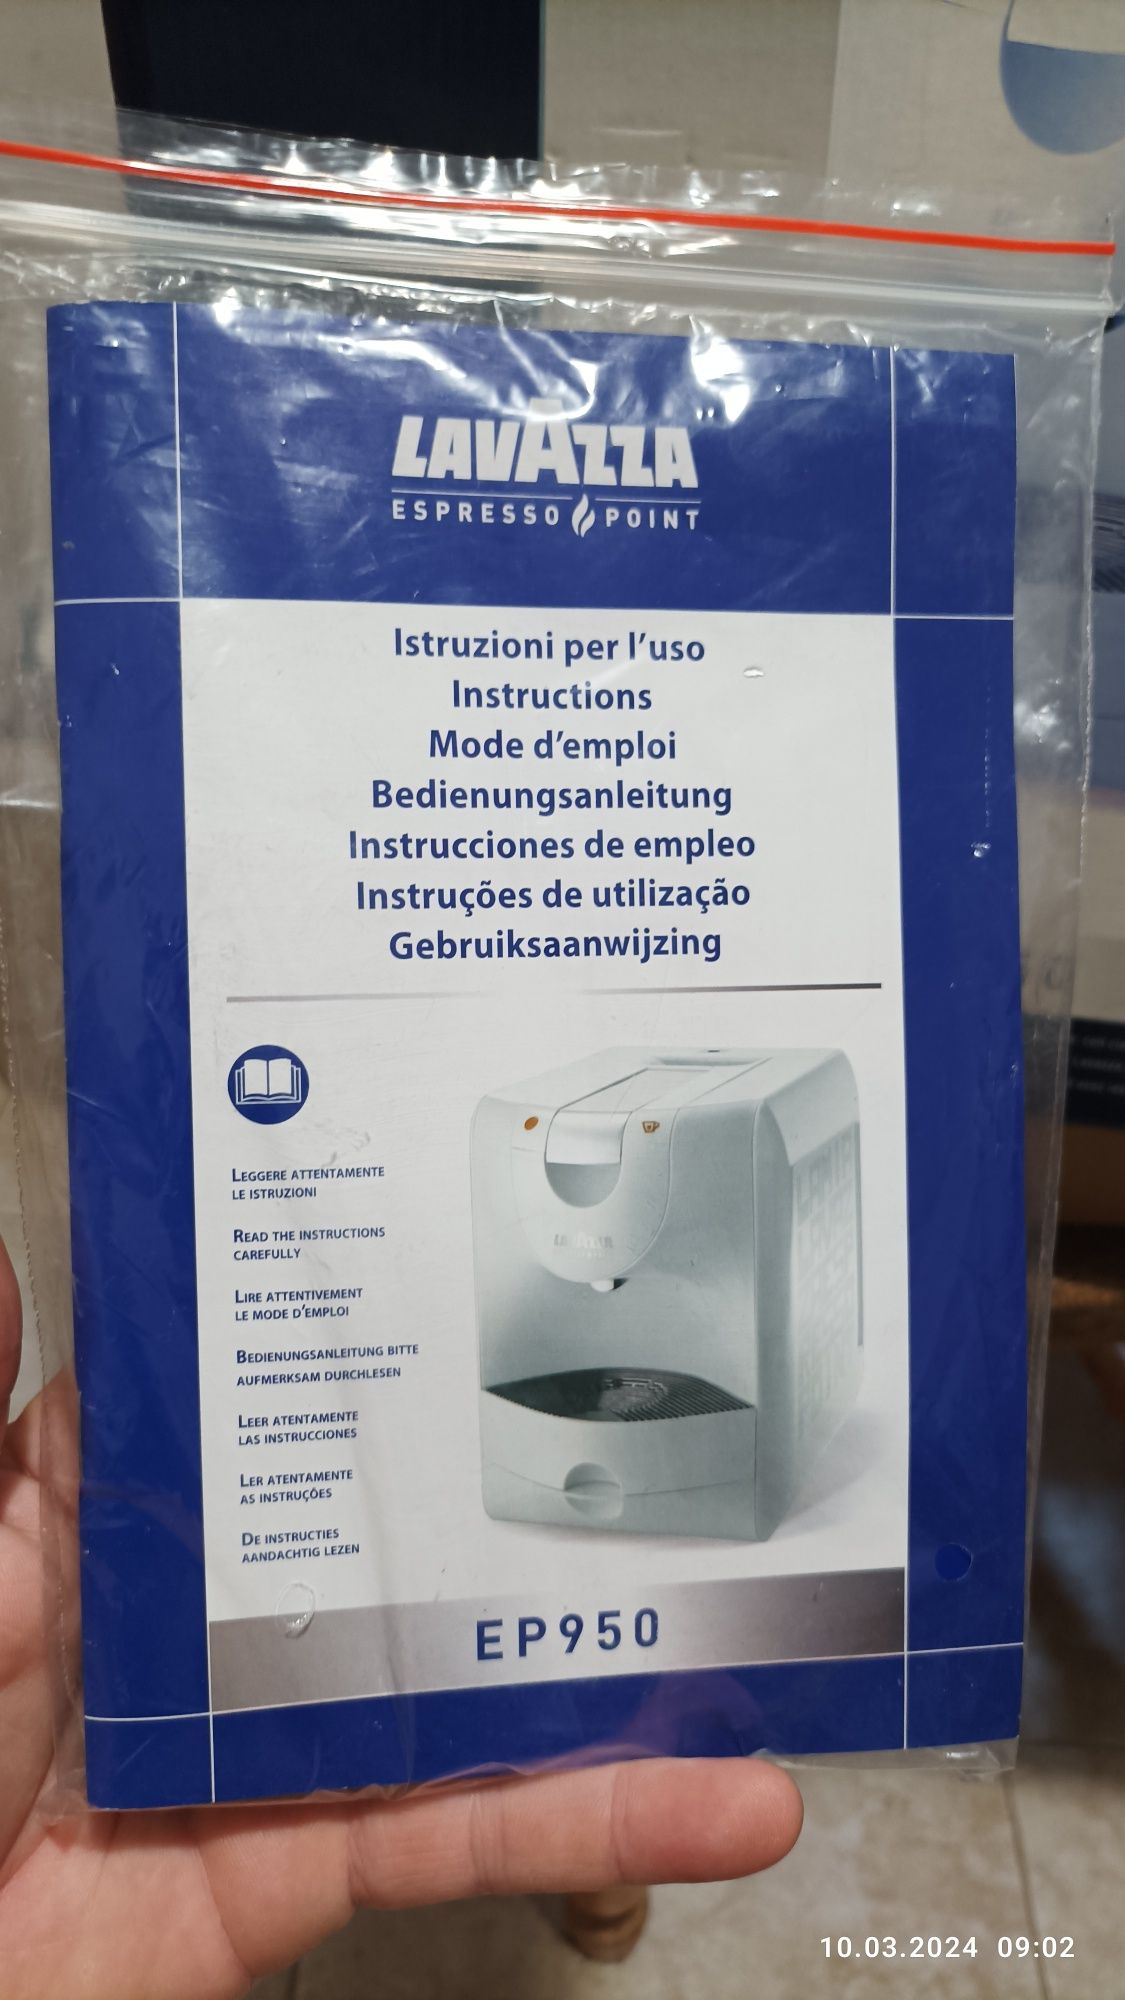 LAVAZZA
ESPRESSO POINT
Istruzioni per l'uso
Instructions
Mode d'emploi
Bedienungsanleitung
Instrucciones de empleo
Instruções de utilização
Gebruiksaanwijzing
LEGGERE ATTENTAMENTE
LE ISTRUZIONI
READ THE INSTRUCTIONS
CAREFULLY
LIRE ATTENTIVEMENT
LE MODE D'EMPLOI
BEDIENUNGSANLEITUNG BITTE
AUFMERKSAM DURCHLESEN
LEER ATENTAMENTE
LAS INSTRUCCIONES
LER ATENTAMENTE
AS INSTRUÇÕES
DE INSTRUCTIES
AANDACHTIG LEZEN
LAVAZZA
EP950
10.03.2024 09:02